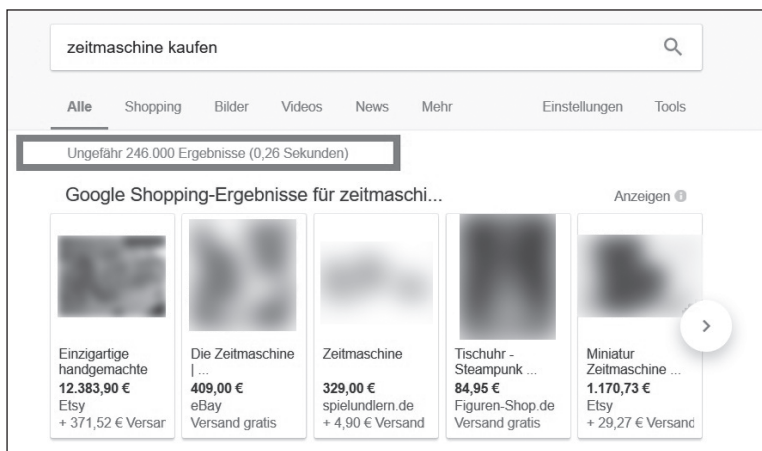 zeitmaschine kaufen
Alle Shopping Bilder Videos News Mehr Einstellungen Tools
Ungefähr 246.000 Ergebnisse (0,26 Sekunden)
Google Shopping-Ergebnisse für zeitmaschi... Anzeigen
Einzigartige
handgemachte
12.383,90 €
Etsy
+ 371,52 € Versar
Die Zeitmaschine
| ...
409,00 €
eBay
Versand gratis
Zeitmaschine
329,00 €
spielundlern.de
+ 4,90 € Versand
Tischuhr -
Steampunk ...
84,95 €
Figuren-Shop.de
Versand gratis
Miniatur
Zeitmaschine ...
1.170,73 €
Etsy
+ 29,27 € Versand